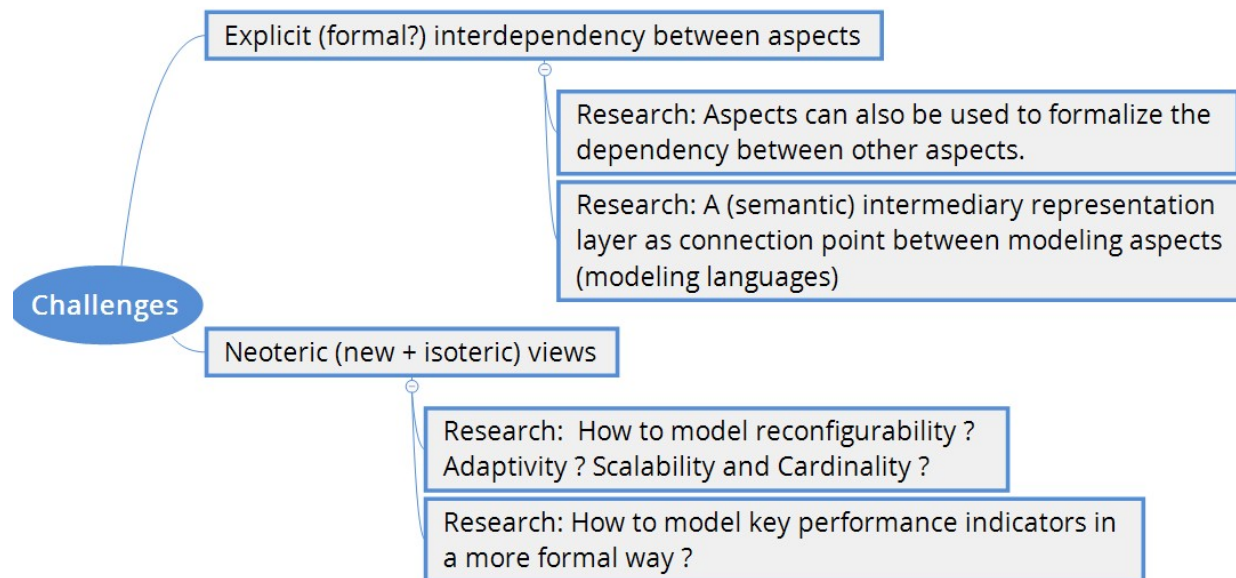 Explicit (formal?) interdependency between aspects
Research: Aspects can also be used to formalize the
dependency between other aspects.
Research: A (semantic) intermediary representation
layer as connection point between modeling aspects
(modeling languages)
Challenges
Neoteric (new + isoteric) views
Research:  How to model reconfigurability ?
Adaptivity ? Scalability and Cardinality ?
Research: How to model key performance indicators in
a more formal way ?